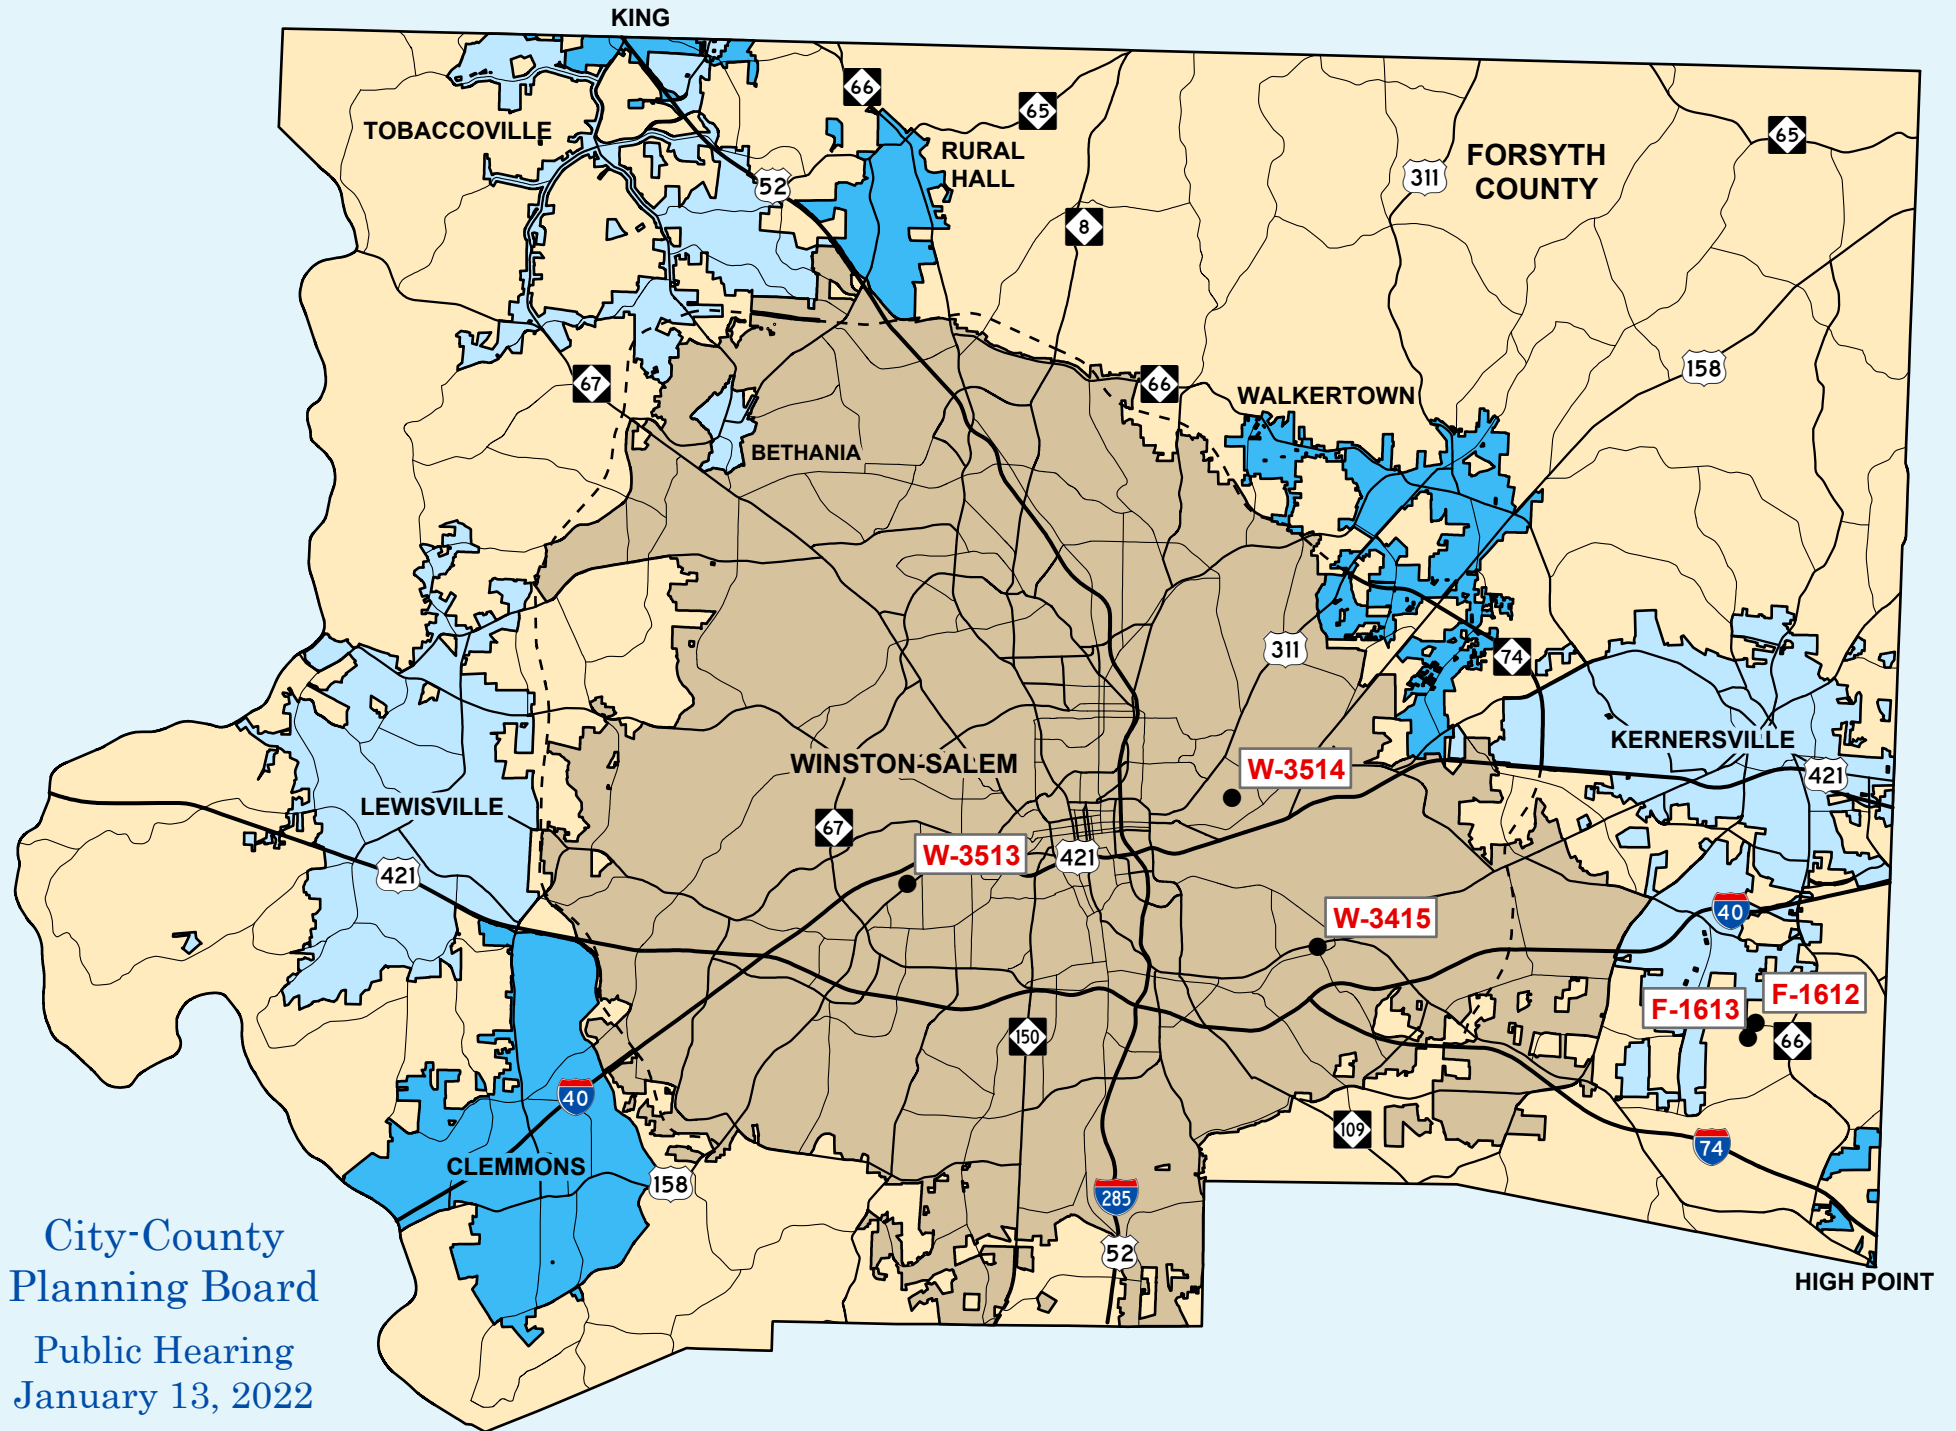 KING
66
65
TOBACCOVILLE
RURAL
HALL
65
FORSYTH
COUNTY
311
52
8
158
67
66
WALKERTOWN
BETHANIA
311
74
KERNERSVILLE
WINSTON-SALEM
W-3514
421
LEWISVILLE
67
W-3513
421
421
W-3415
40
F-1612
F-1613
150
66
40
109
74
CLEMMONS
158
285
52
HIGH POINT
City-County
Planning Board
Public Hearing
January 13, 2022